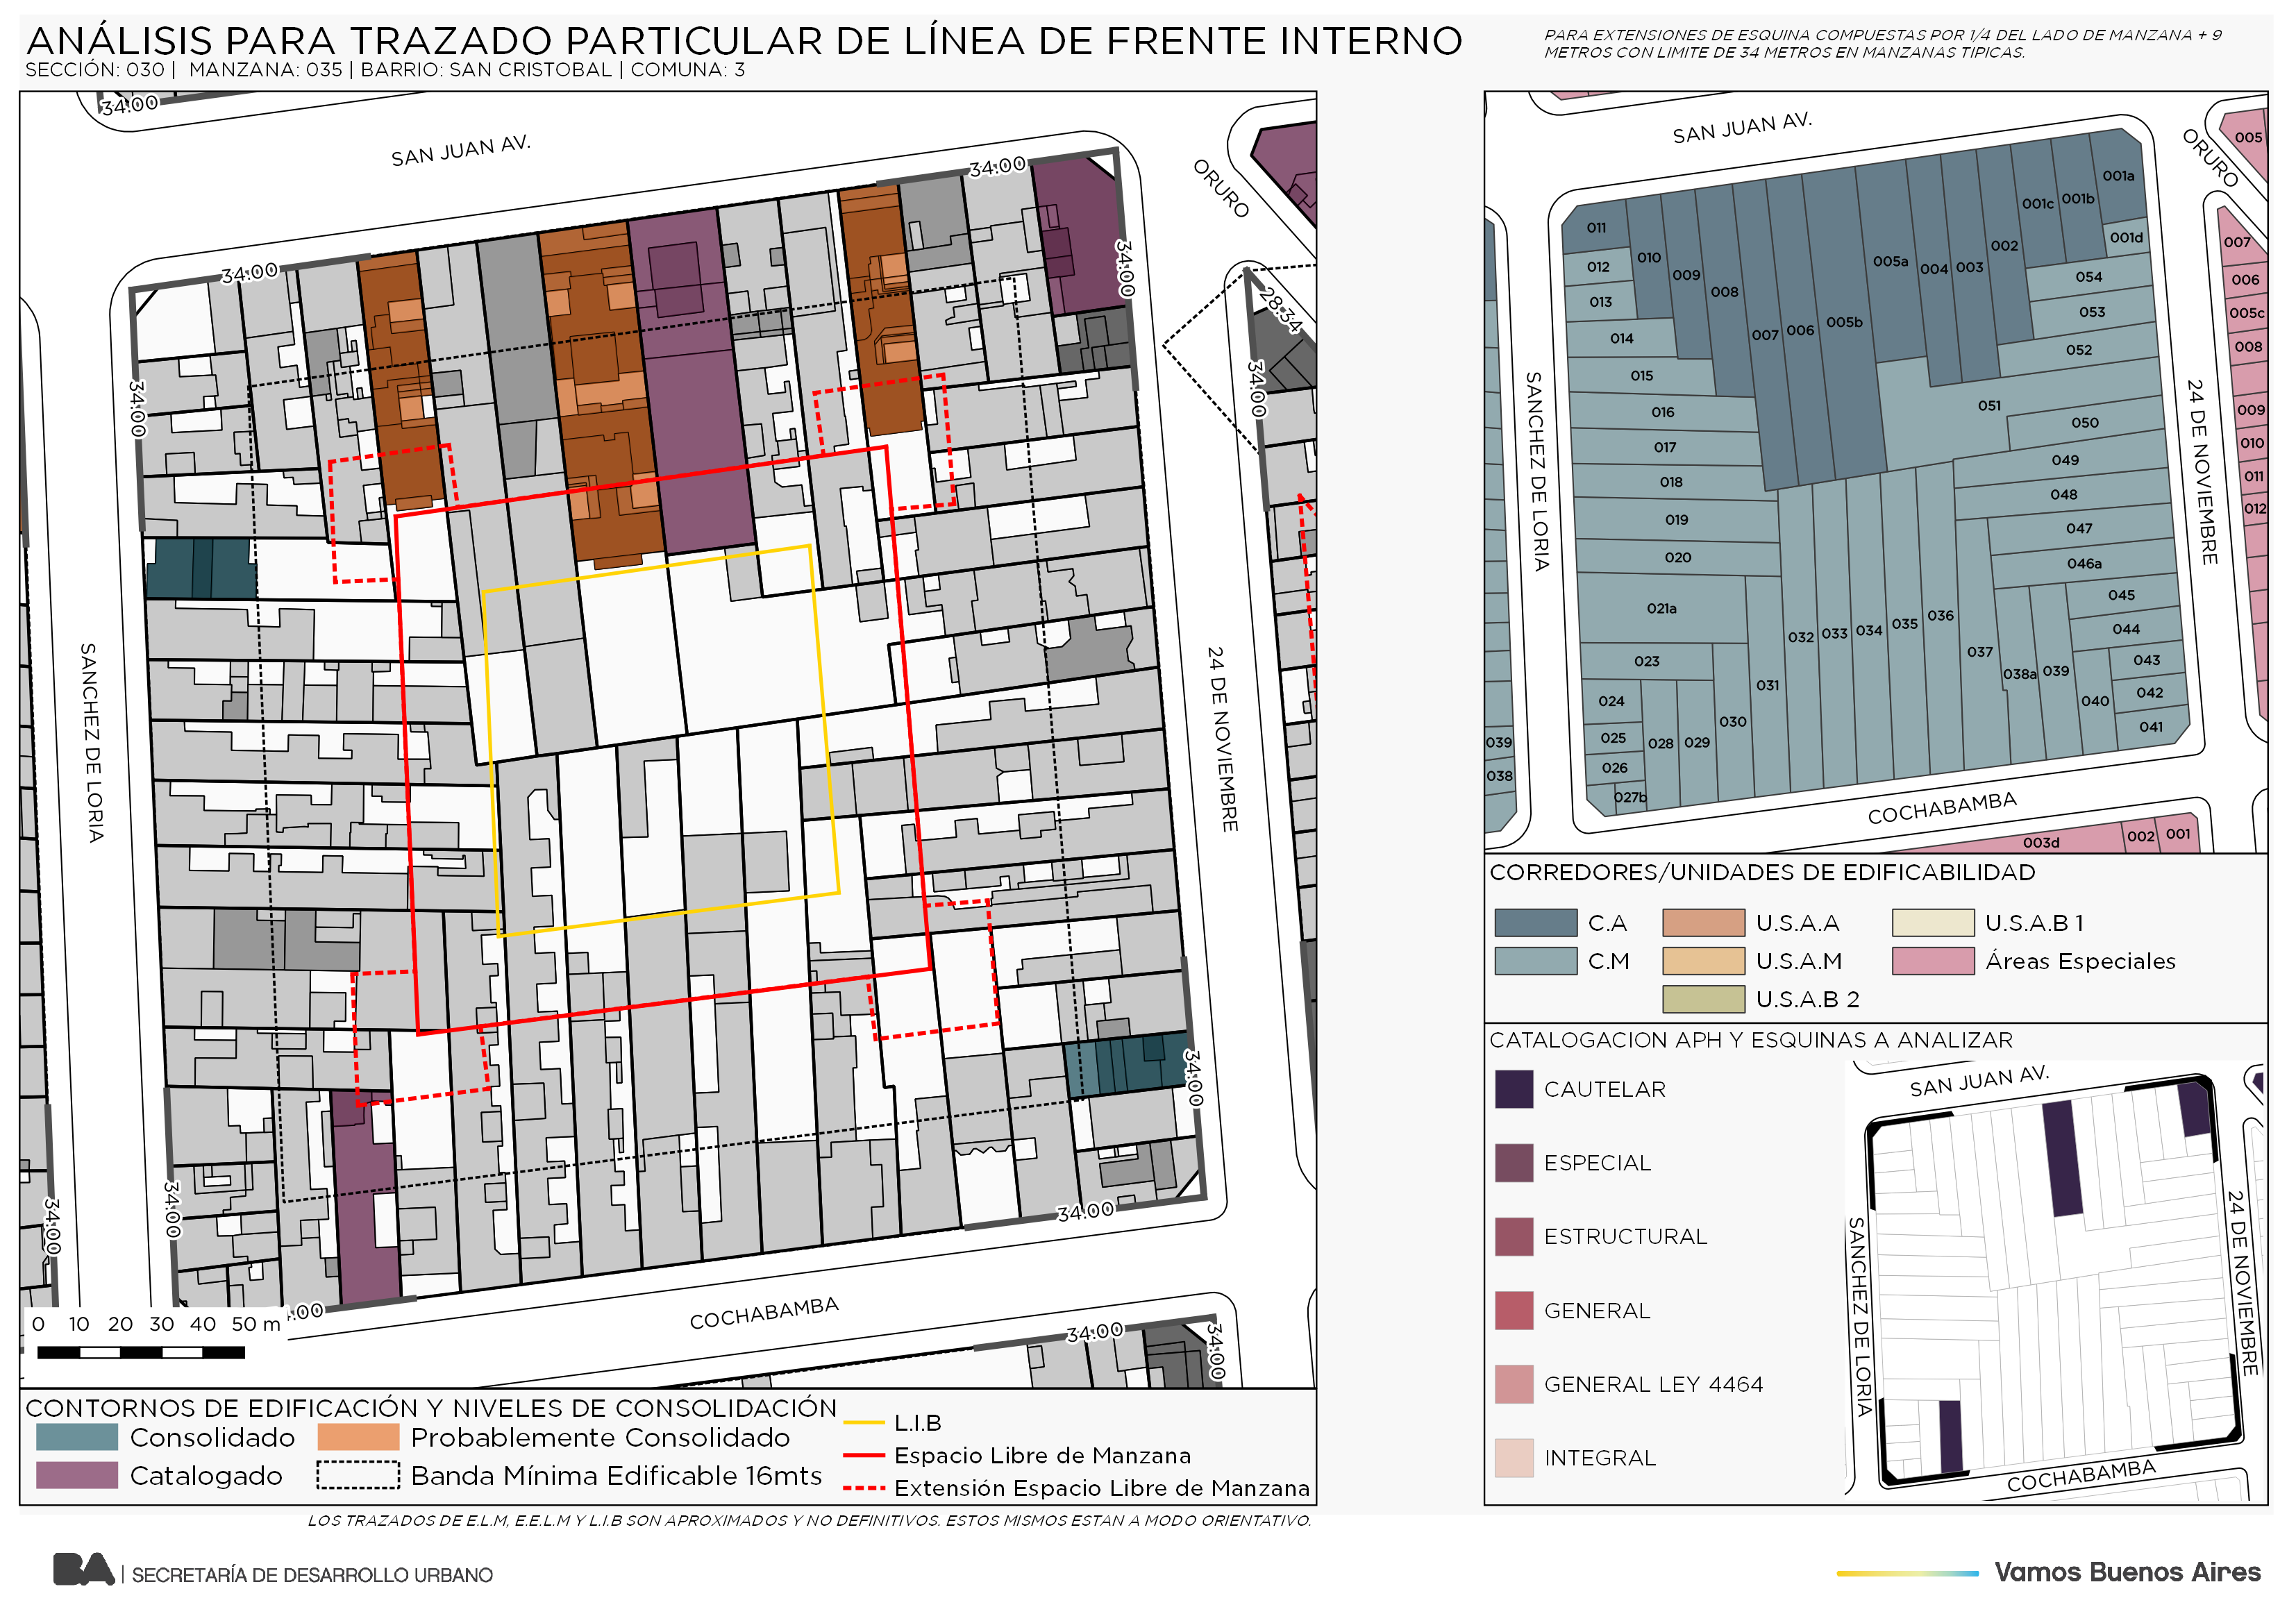 ANÁLISIS PARA TRAZADO PARTICULAR DE LÍNEA DE FRENTE INTERNO
SECCIÓN: 030 | MANZANA: 035 | BARRIO: SAN CRISTOBAL | COMUNA: 3
PARA EXTENSIONES DE ESQUINA COMPUESTAS POR 1/4 DEL LADO DE MANZANA + 9
METROS CON LIMITE DE 34 METROS EN MANZANAS TIPICAS.
34.00
SAN JUAN AV.
ORURO
34.00
34.00
34.00
28.34
34.00
34.00
SANCHEZ DE LORIA
24 DE NOVIEMBRE
34.00
34.00
34.00
34.00
.00
COCHABAMBA
34.00
34.00
0 10 20 30 40 50 m
CONTORNOS DE EDIFICACIÓN Y NIVELES DE CONSOLIDACIÓN
Consolidado
Probablemente Consolidado
Catalogado
Banda Mínima Edificable 16mts
L.I.B
Espacio Libre de Manzana
Extensión Espacio Libre de Manzana
LOS TRAZADOS DE E.L.M, E.E.L.M Y L.I.B SON APROXIMADOS Y NO DEFINITIVOS. ESTOS MISMOS ESTAN A MODO ORIENTATIVO.
SAN JUAN AV.
ORURO
SANCHEZ DE LORIA
24 DE NOVIEMBRE
COCHABAMBA
011
012
013
014
015
016
017
018
019
020
021a
023
024
025
026
027b
028
029
030
031
032
033
034
035
036
037
038a
039
040
041
042
043
044
045
046a
047
048
049
050
051
052
053
054
001d
001a
001b
001c
002
003
004
005a
005b
006
007
008
009
010
005
007
006
005c
008
009
010
011
012
039
038
003d
002
001
CORREDORES/UNIDADES DE EDIFICABILIDAD
C.A
U.S.A.A
U.S.A.B 1
C.M
U.S.A.M
Áreas Especiales
U.S.A.B 2
CATALOGACION APH Y ESQUINAS A ANALIZAR
CAUTELAR
ESPECIAL
ESTRUCTURAL
GENERAL
GENERAL LEY 4464
INTEGRAL
SAN JUAN AV.
SANCHEZ DE LORIA
24 DE NOVIEMBRE
COCHABAMBA
BA | SECRETARÍA DE DESARROLLO URBANO
Vamos Buenos Aires